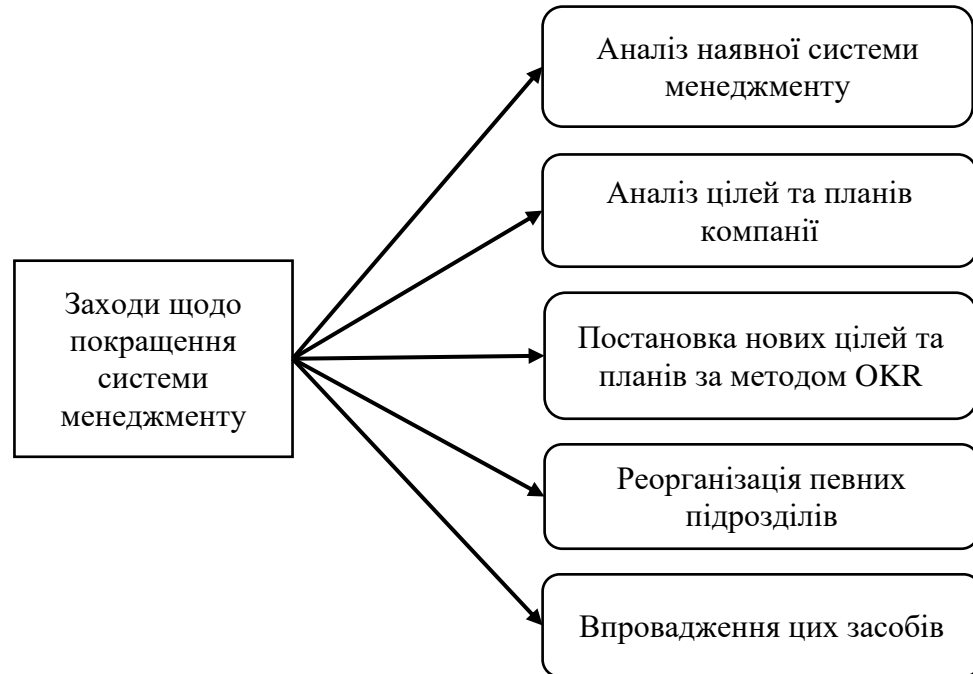 Заходи щодо
покращення
системи
менеджменту
Аналіз наявної системи
менеджменту
Аналіз цілей та планів
компанії
Постановка нових цілей та
планів за методом OKR
Реорганізація певних
підрозділів
Впровадження цих засобів